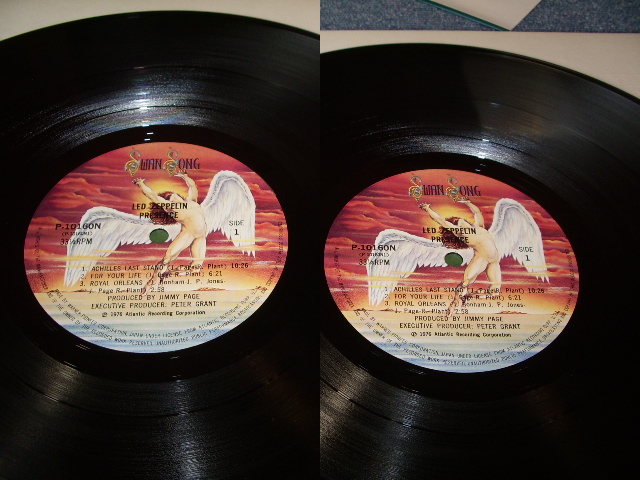 Swan Song
LED ZEPPELIN
PRESENCE
P-10160N
33⅓RPM
SIDE
1
1. ACHILLES LAST STAND (J. Page R. Plant) 10:26
2. FOR YOUR LIFE (J. Page R. Plant) 6:21
3. ROYAL ORLEANS (J. Bonham J. P. Jones-
J. Page R. Plant) 2:58
PRODUCED BY JIMMY PAGE
EXECUTIVE PRODUCER: PETER GRANT
℗ 1976 Atlantic Recording Corporation
Swan Song
LED ZEPPELIN
PRESENCE
P-10160N
33⅓RPM
SIDE
1
1. ACHILLES LAST STAND (J. Page R. Plant) 10:26
2. FOR YOUR LIFE (J. Page R. Plant) 6:21
3. ROYAL ORLEANS (J. Bonham J. P. Jones-
J. Page R. Plant) 2:58
PRODUCED BY JIMMY PAGE
EXECUTIVE PRODUCER: PETER GRANT
℗ 1976 Atlantic Recording Corporation